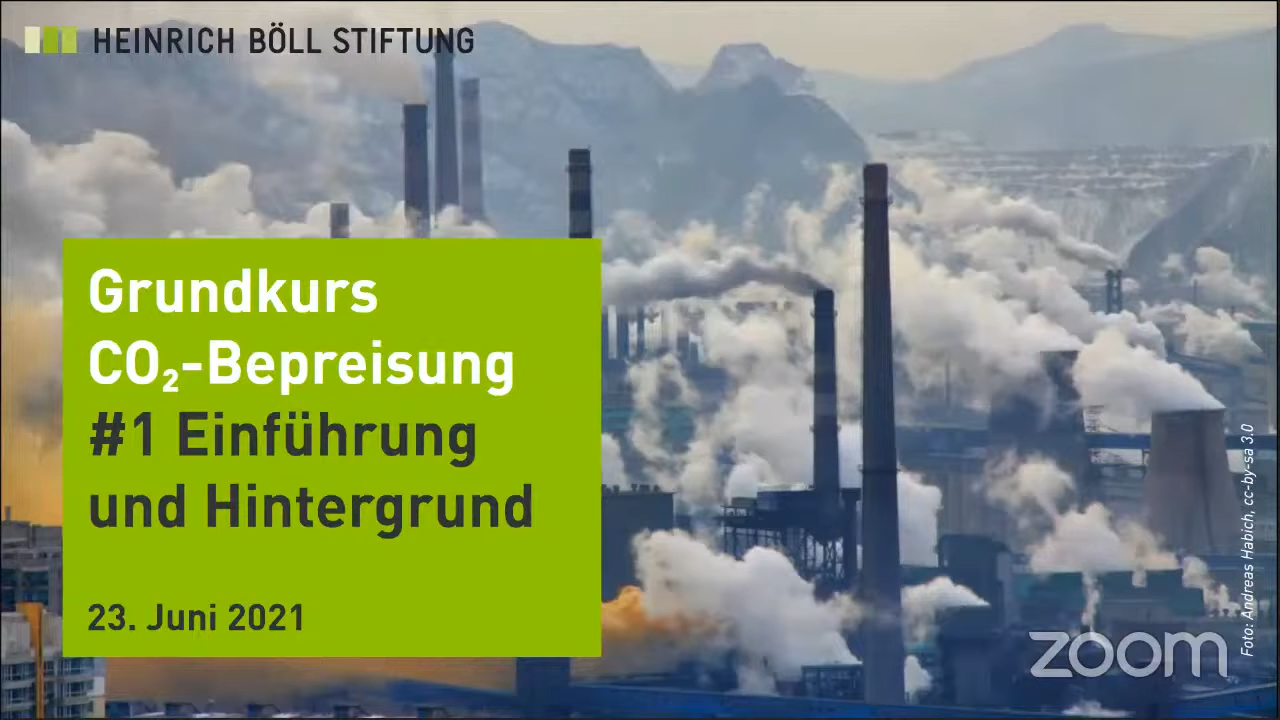 HEINRICH BÖLL STIFTUNG
Grundkurs
CO₂-Bepreisung
#1 Einführung
und Hintergrund
23. Juni 2021
Foto: Andreas Habich, cc-by-sa 3.0
zoom